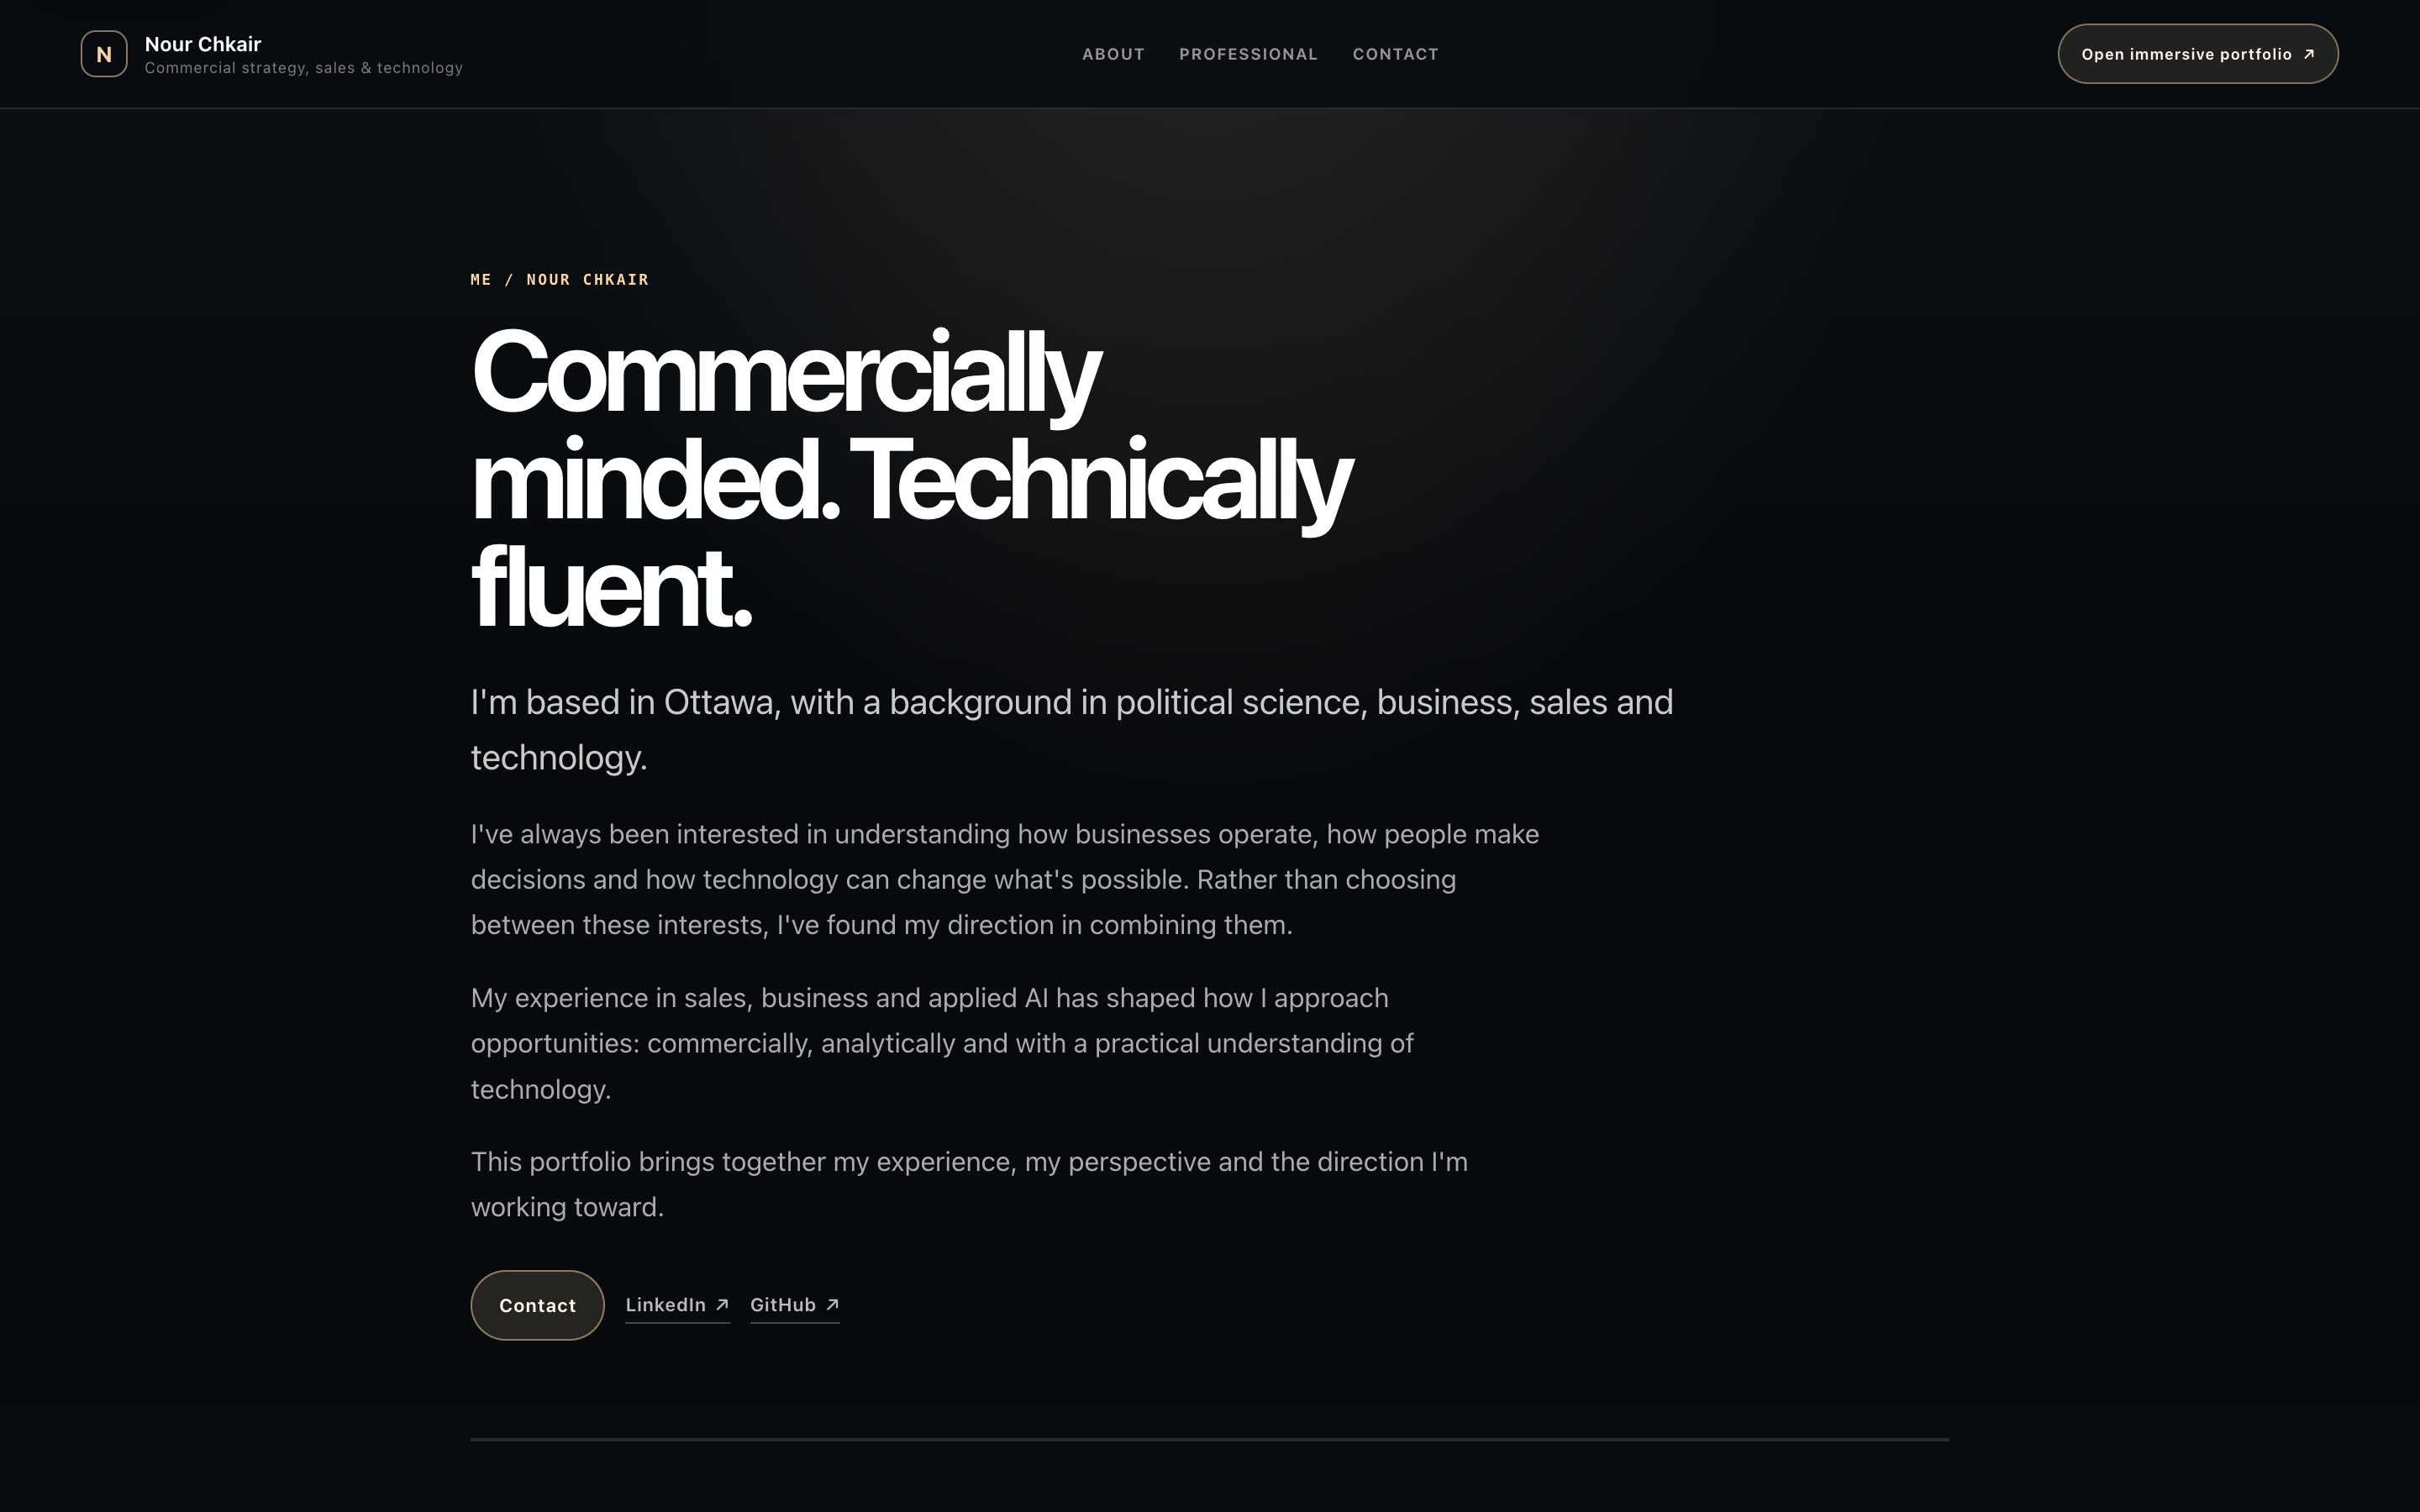 N
Nour Chkair
Commercial strategy, sales & technology
ABOUT PROFESSIONAL CONTACT
Open immersive portfolio ↗
ME / NOUR CHKAIR
Commercially
minded. Technically
fluent.
I'm based in Ottawa, with a background in political science, business, sales and
technology.
I've always been interested in understanding how businesses operate, how people make
decisions and how technology can change what's possible. Rather than choosing
between these interests, I've found my direction in combining them.
My experience in sales, business and applied AI has shaped how I approach
opportunities: commercially, analytically and with a practical understanding of
technology.
This portfolio brings together my experience, my perspective and the direction I'm
working toward.
Contact LinkedIn ↗ GitHub ↗